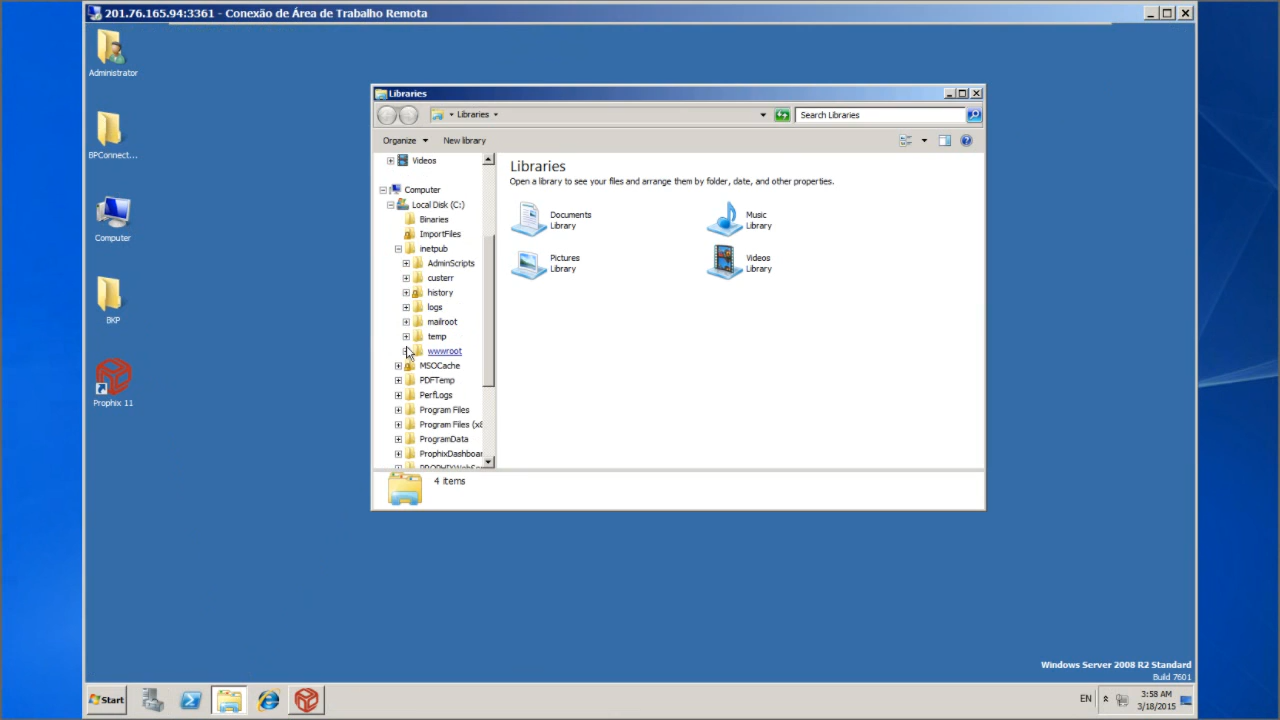 201.76.165.94:3361 - Conexão de Área de Trabalho Remota
Administrator
BPConnect...
Computer
BKP
Prophix 11
Libraries
Libraries
Search Libraries
Organize
New library
Videos
Computer
Local Disk (C:)
Binaries
ImportFiles
inetpub
AdminScripts
custerr
history
logs
mailroot
temp
wwwroot
MSOCache
PDFTemp
PerfLogs
Program Files
Program Files (x8
ProgramData
ProphixDashboar
Libraries
Open a library to see your files and arrange them by folder, date, and other properties.
Documents
Library
Music
Library
Pictures
Library
Videos
Library
4 items
Windows Server 2008 R2 Standard
Build 7601
Start
EN
3:58 AM
3/18/2015